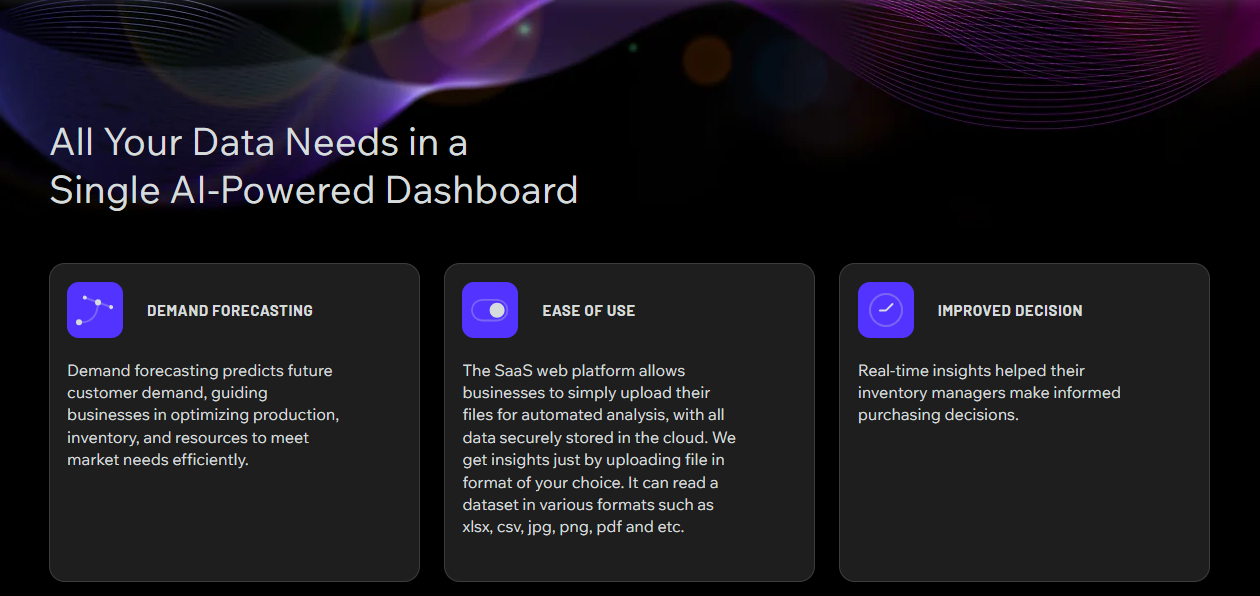 All Your Data Needs in a
Single AI-Powered Dashboard
DEMAND FORECASTING
Demand forecasting predicts future
customer demand, guiding
businesses in optimizing production,
inventory, and resources to meet
market needs efficiently.
EASE OF USE
The SaaS web platform allows
businesses to simply upload their
files for automated analysis, with all
data securely stored in the cloud. We
get insights just by uploading file in
format of your choice. It can read a
dataset in various formats such as
xlsx, csv, jpg, png, pdf and etc.
IMPROVED DECISION
Real-time insights helped their
inventory managers make informed
purchasing decisions.